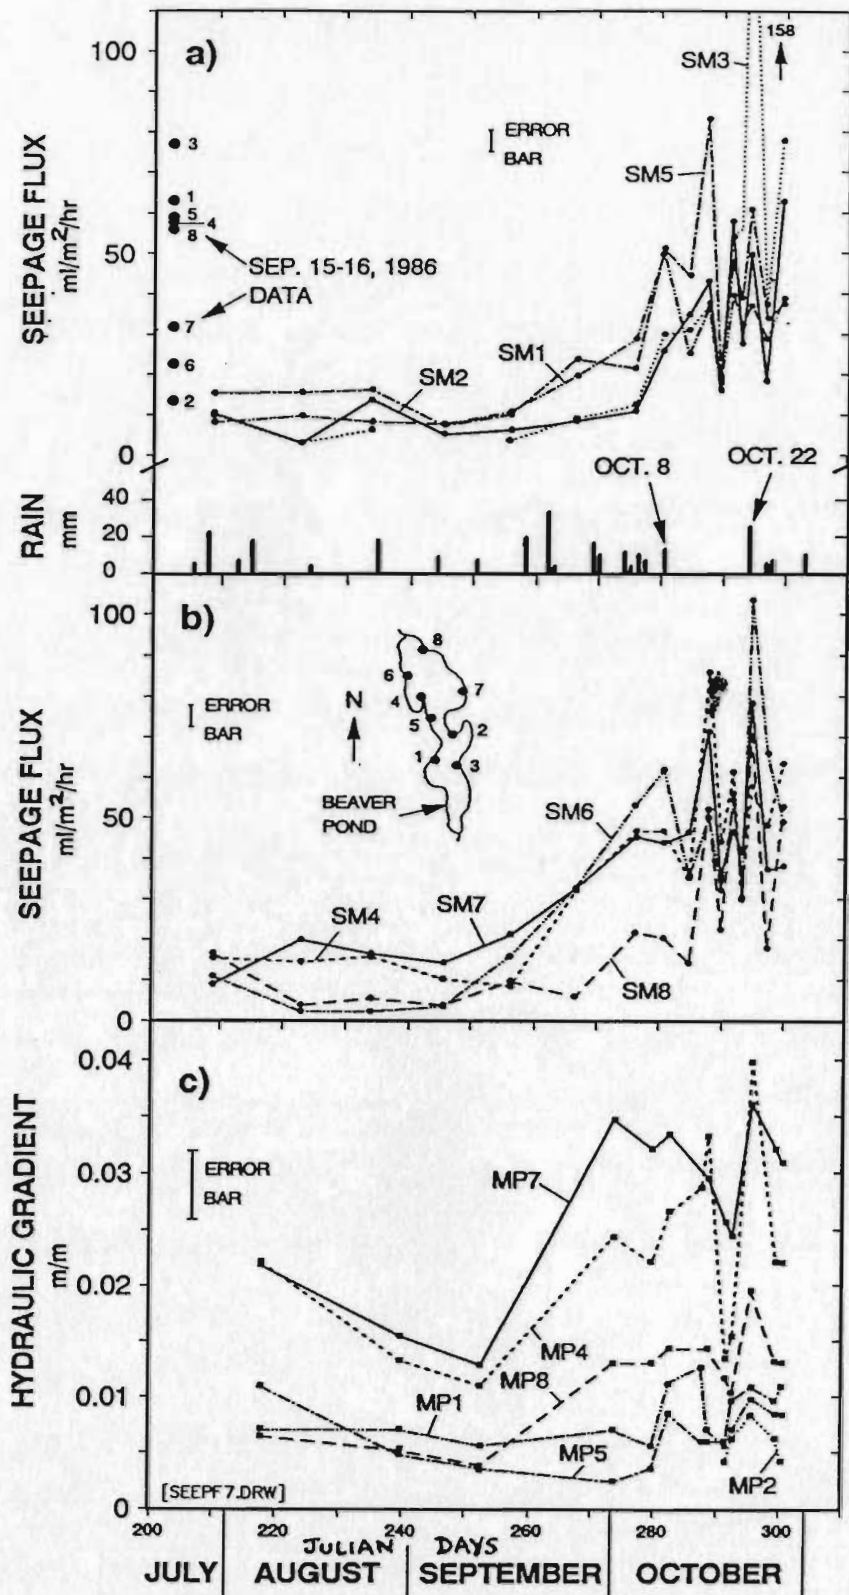 a)
SEEPAGE FLUX
ml/m²/hr
100
50
0
158
SM3
ERROR
BAR
SM5
3
1
5
4
8
SEP. 15-16, 1986
DATA
7
6
2
SM2
SM1
OCT. 8
OCT. 22
RAIN
mm
40
20
0
b)
SEEPAGE FLUX
ml/m²/hr
100
50
0
ERROR
BAR
8
6
7
4
N
5
2
1
3
BEAVER
POND
SM6
SM4
SM7
SM8
c)
HYDRAULIC GRADIENT
m/m
0.04
0.03
0.02
0.01
0
ERROR
BAR
MP7
MP4
MP8
MP1
MP5
MP2
[SEEPF7.DRW]
200 220 240 260 280 300
JULIAN DAYS
JULY AUGUST SEPTEMBER OCTOBER